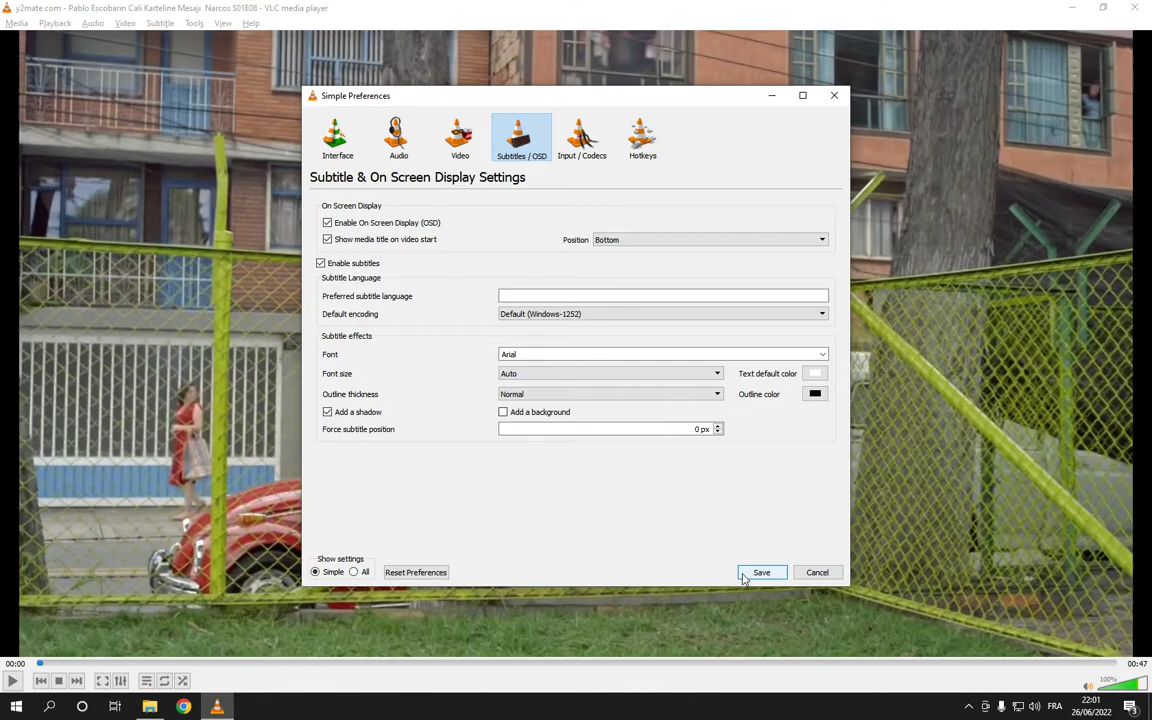 y2mate com - Pablo Escobarın Cali Karteline Mesajı  Narcos S01E08 - VLC media player
Media Playback Audio Video Subtitle Tools View Help
Simple Preferences
Interface Audio Video Subtitles / OSD Input / Codecs Hotkeys
Subtitle & On Screen Display Settings
On Screen Display
Enable On Screen Display (OSD)
Show media title on video start Position Bottom
Enable subtitles
Subtitle Language
Preferred subtitle language
Default encoding Default (Windows-1252)
Subtitle effects
Font Arial
Font size Auto Text default color
Outline thickness Normal Outline color
Add a shadow Add a background
Force subtitle position 0 px
Show settings
Simple All Reset Preferences Save Cancel
00:00 00:47
100%
FRA
22:01
26/06/2022
3